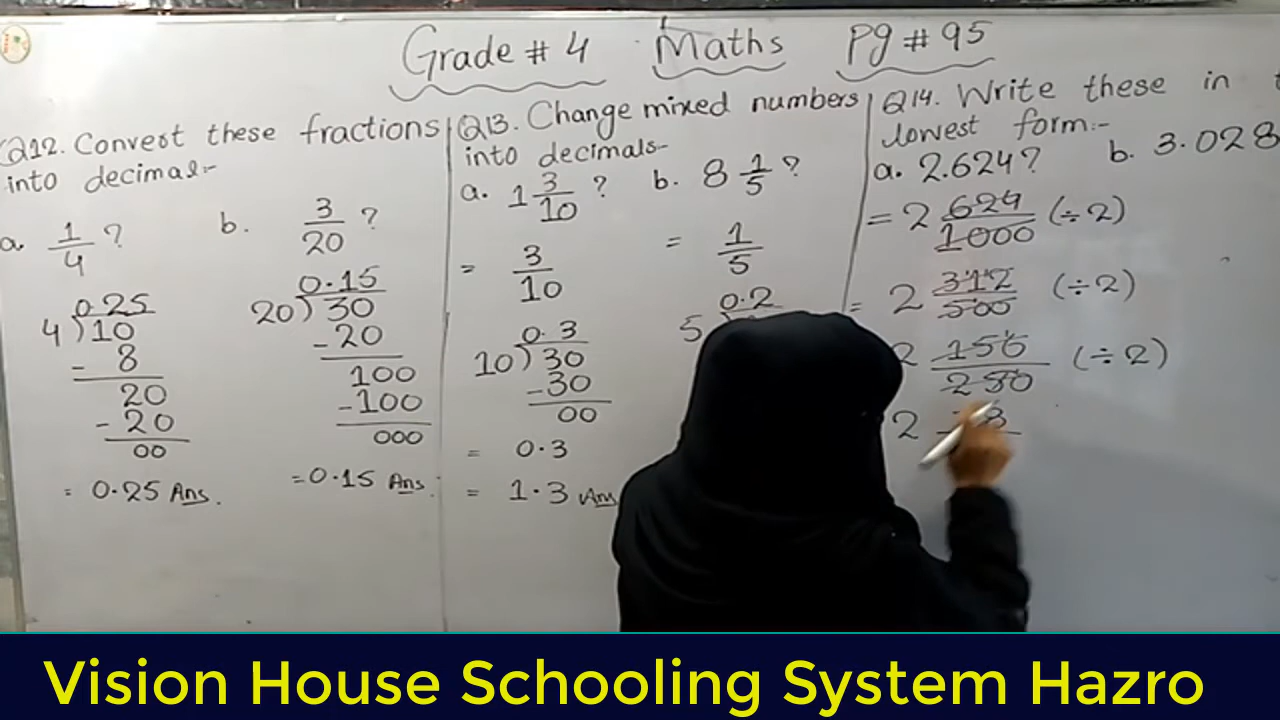 Grade # 4 Maths Pg # 95
Q12. Convert these fractions
into decimal:-
a. 1/4 ?
0.25
4 ) 10
- 8
20
- 20
00
= 0.25 Ans.
b. 3/20 ?
0.15
20 ) 30
- 20
100
- 100
000
= 0.15 Ans.
Q13. Change mixed numbers
into decimals-
a. 1 3/10 ?
= 3/10
0.3
10 ) 30
- 30
00
= 0.3
= 1.3 Ans
b. 8 1/5 ?
= 1/5
0.2
5 )
Q14. Write these in
lowest form:-
a. 2.624?
= 2 624/1000 (÷2)
= 2 312/500 (÷2)
2 156/250 (÷2)
2
b. 3.028
Vision House Schooling System Hazro